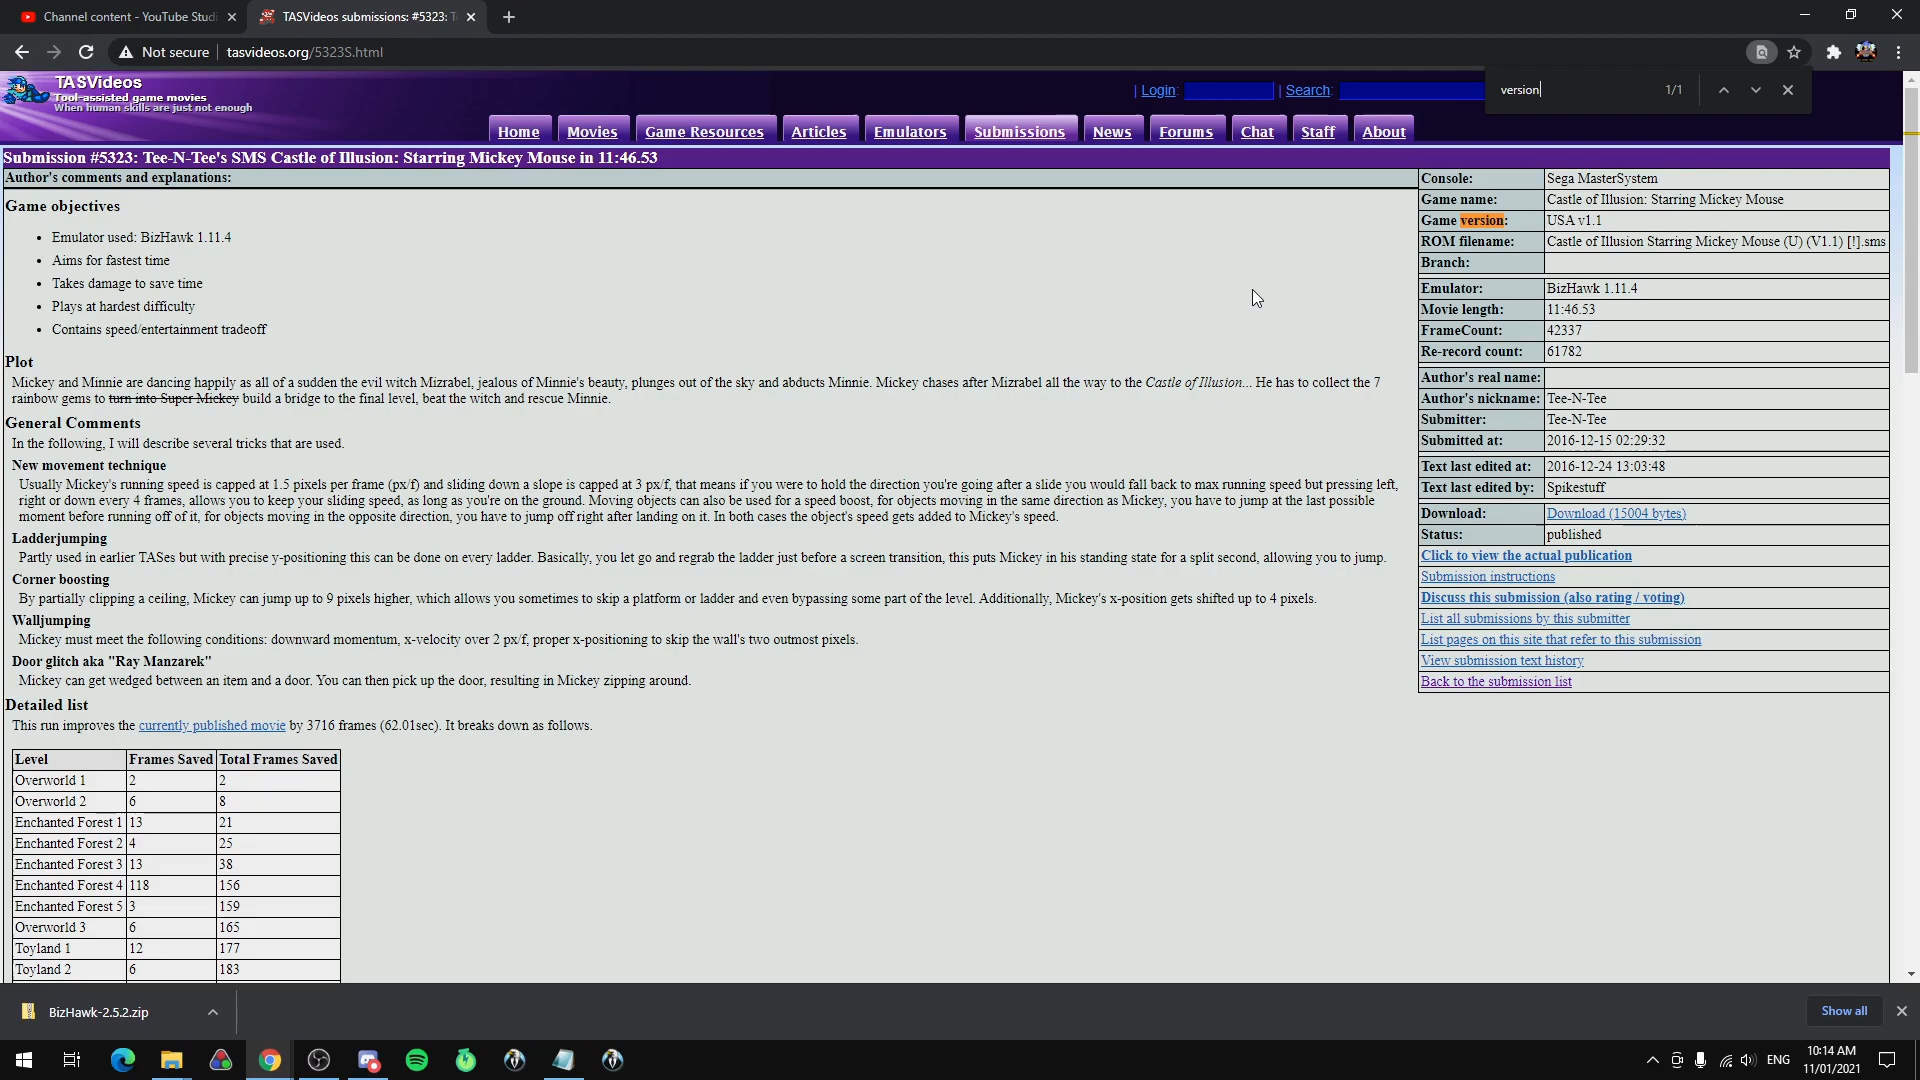 Channel content - YouTube Studi
TASVideos submissions: #5323: T
Not secure
tasvideos.org/5323S.html
version
1/1
TASVideos
Tool-assisted game movies
When human skills are just not enough
| Login:
| Search:
Home
Movies
Game Resources
Articles
Emulators
Submissions
News
Forums
Chat
Staff
About
Submission #5323: Tee-N-Tee's SMS Castle of Illusion: Starring Mickey Mouse in 11:46.53
Author's comments and explanations:
Game objectives
• Emulator used: BizHawk 1.11.4
• Aims for fastest time
• Takes damage to save time
• Plays at hardest difficulty
• Contains speed/entertainment tradeoff
Plot
Mickey and Minnie are dancing happily as all of a sudden the evil witch Mizrabel, jealous of Minnie's beauty, plunges out of the sky and abducts Minnie. Mickey chases after Mizrabel all the way to the Castle of Illusion... He has to collect the 7
rainbow gems to turn into Super Mickey build a bridge to the final level, beat the witch and rescue Minnie.
General Comments
In the following, I will describe several tricks that are used.
New movement technique
Usually Mickey's running speed is capped at 1.5 pixels per frame (px/f) and sliding down a slope is capped at 3 px/f, that means if you were to hold the direction you're going after a slide you would fall back to max running speed but pressing left,
right or down every 4 frames, allows you to keep your sliding speed, as long as you're on the ground. Moving objects can also be used for a speed boost, for objects moving in the same direction as Mickey, you have to jump at the last possible
moment before running off of it, for objects moving in the opposite direction, you have to jump off right after landing on it. In both cases the object's speed gets added to Mickey's speed.
Ladderjumping
Partly used in earlier TASes but with precise y-positioning this can be done on every ladder. Basically, you let go and regrab the ladder just before a screen transition, this puts Mickey in his standing state for a split second, allowing you to jump.
Corner boosting
By partially clipping a ceiling, Mickey can jump up to 9 pixels higher, which allows you sometimes to skip a platform or ladder and even bypassing some part of the level. Additionally, Mickey's x-position gets shifted up to 4 pixels.
Walljumping
Mickey must meet the following conditions: downward momentum, x-velocity over 2 px/f, proper x-positioning to skip the wall's two outmost pixels.
Door glitch aka "Ray Manzarek"
Mickey can get wedged between an item and a door. You can then pick up the door, resulting in Mickey zipping around.
Detailed list
This run improves the currently published movie by 3716 frames (62.01sec). It breaks down as follows.
Level Frames Saved Total Frames Saved
Overworld 1 2 2
Overworld 2 6 8
Enchanted Forest 1 13 21
Enchanted Forest 2 4 25
Enchanted Forest 3 13 38
Enchanted Forest 4 118 156
Enchanted Forest 5 3 159
Overworld 3 6 165
Toyland 1 12 177
Toyland 2 6 183
Console: Sega MasterSystem
Game name: Castle of Illusion: Starring Mickey Mouse
Game version: USA v1.1
ROM filename: Castle of Illusion Starring Mickey Mouse (U) (V1.1) [!].sms
Branch:
Emulator: BizHawk 1.11.4
Movie length: 11:46.53
FrameCount: 42337
Re-record count: 61782
Author's real name:
Author's nickname: Tee-N-Tee
Submitter: Tee-N-Tee
Submitted at: 2016-12-15 02:29:32
Text last edited at: 2016-12-24 13:03:48
Text last edited by: Spikestuff
Download: Download (15004 bytes)
Status: published
Click to view the actual publication
Submission instructions
Discuss this submission (also rating / voting)
List all submissions by this submitter
List pages on this site that refer to this submission
View submission text history
Back to the submission list
BizHawk-2.5.2.zip
Show all
ENG
10:14 AM
11/01/2021